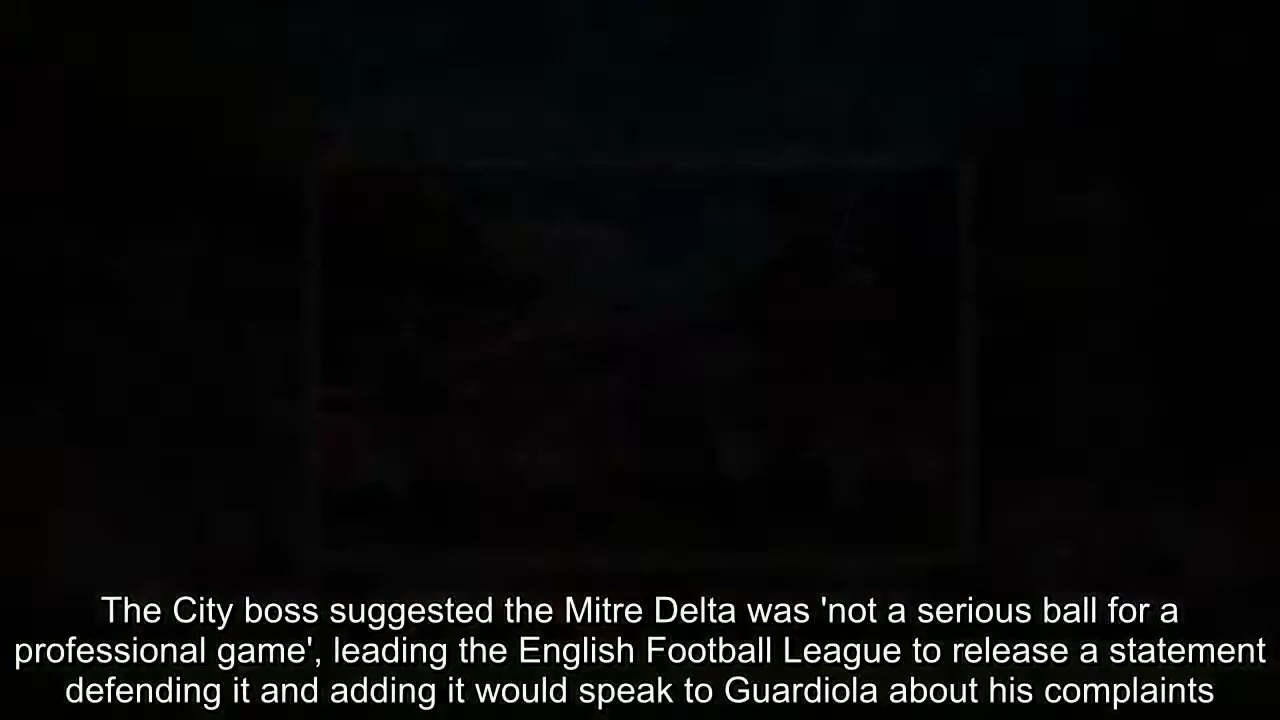 The City boss suggested the Mitre Delta was 'not a serious ball for a
professional game', leading the English Football League to release a statement
defending it and adding it would speak to Guardiola about his complaints